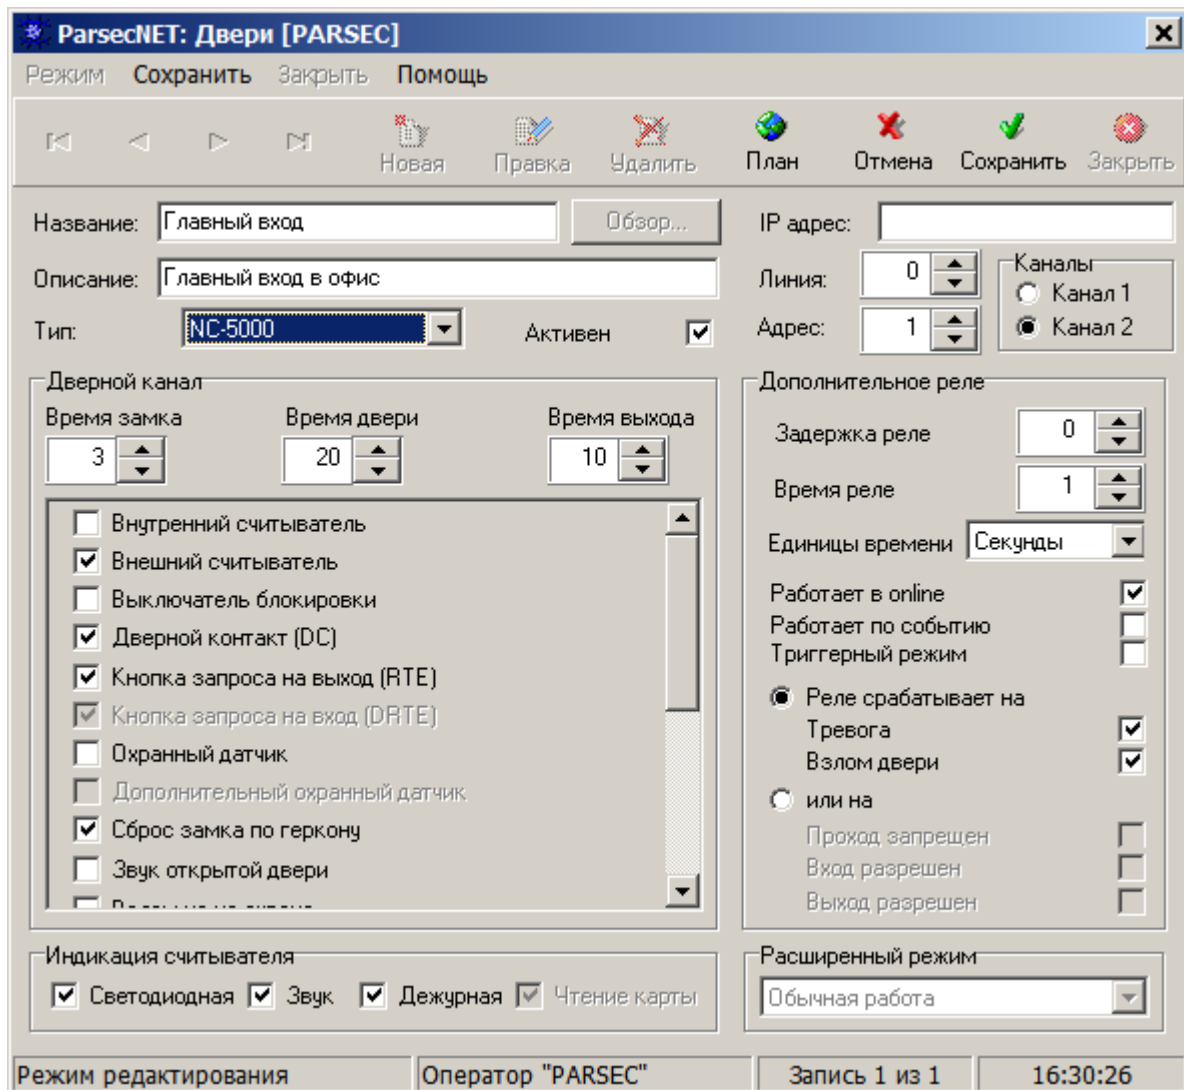 ParsecNET: Двери [PARSEC]
Режим Сохранить Закрыть Помощь
Новая Правка Удалить План Отмена Сохранить Закрыть
Название: Главный вход Обзор... IP адрес:
Описание: Главный вход в офис Линия: 0 Каналы
Канал 1
Тип: NC-5000 Активен Адрес: 1 Канал 2
Дверной канал
Время замка Время двери Время выхода
3 20 10
Внутренний считыватель
Внешний считыватель
Выключатель блокировки
Дверной контакт (DC)
Кнопка запроса на выход (RTE)
Кнопка запроса на вход (DRTE)
Охранный датчик
Дополнительный охранный датчик
Сброс замка по геркону
Звук открытой двери
Дополнительное реле
Задержка реле 0
Время реле 1
Единицы времени Секунды
Работает в online
Работает по событию
Триггерный режим
Реле срабатывает на
Тревога
Взлом двери
или на
Проход запрещен
Вход разрешен
Выход разрешен
Индикация считывателя
Светодиодная Звук Дежурная Чтение карты
Расширенный режим
Обычная работа
Режим редактирования Оператор "PARSEC" Запись 1 из 1 16:30:26